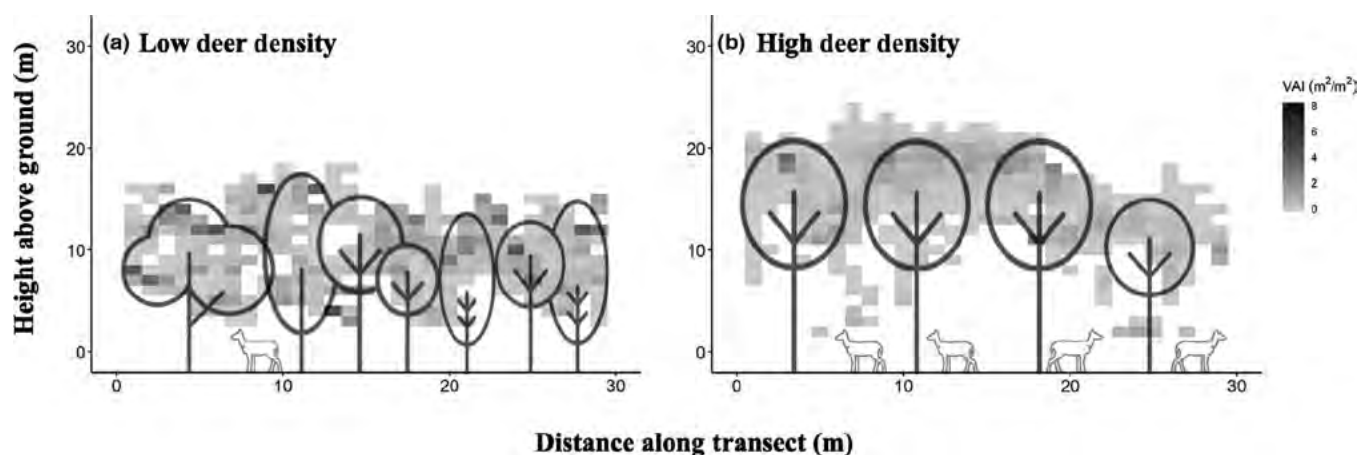 (a) Low deer density
(b) High deer density
Height above ground (m)
30
20
10
0
0 10 20 30
30
20
10
0
0 10 20 30
VAI (m²/m²)
8
6
4
2
0
Distance along transect (m)